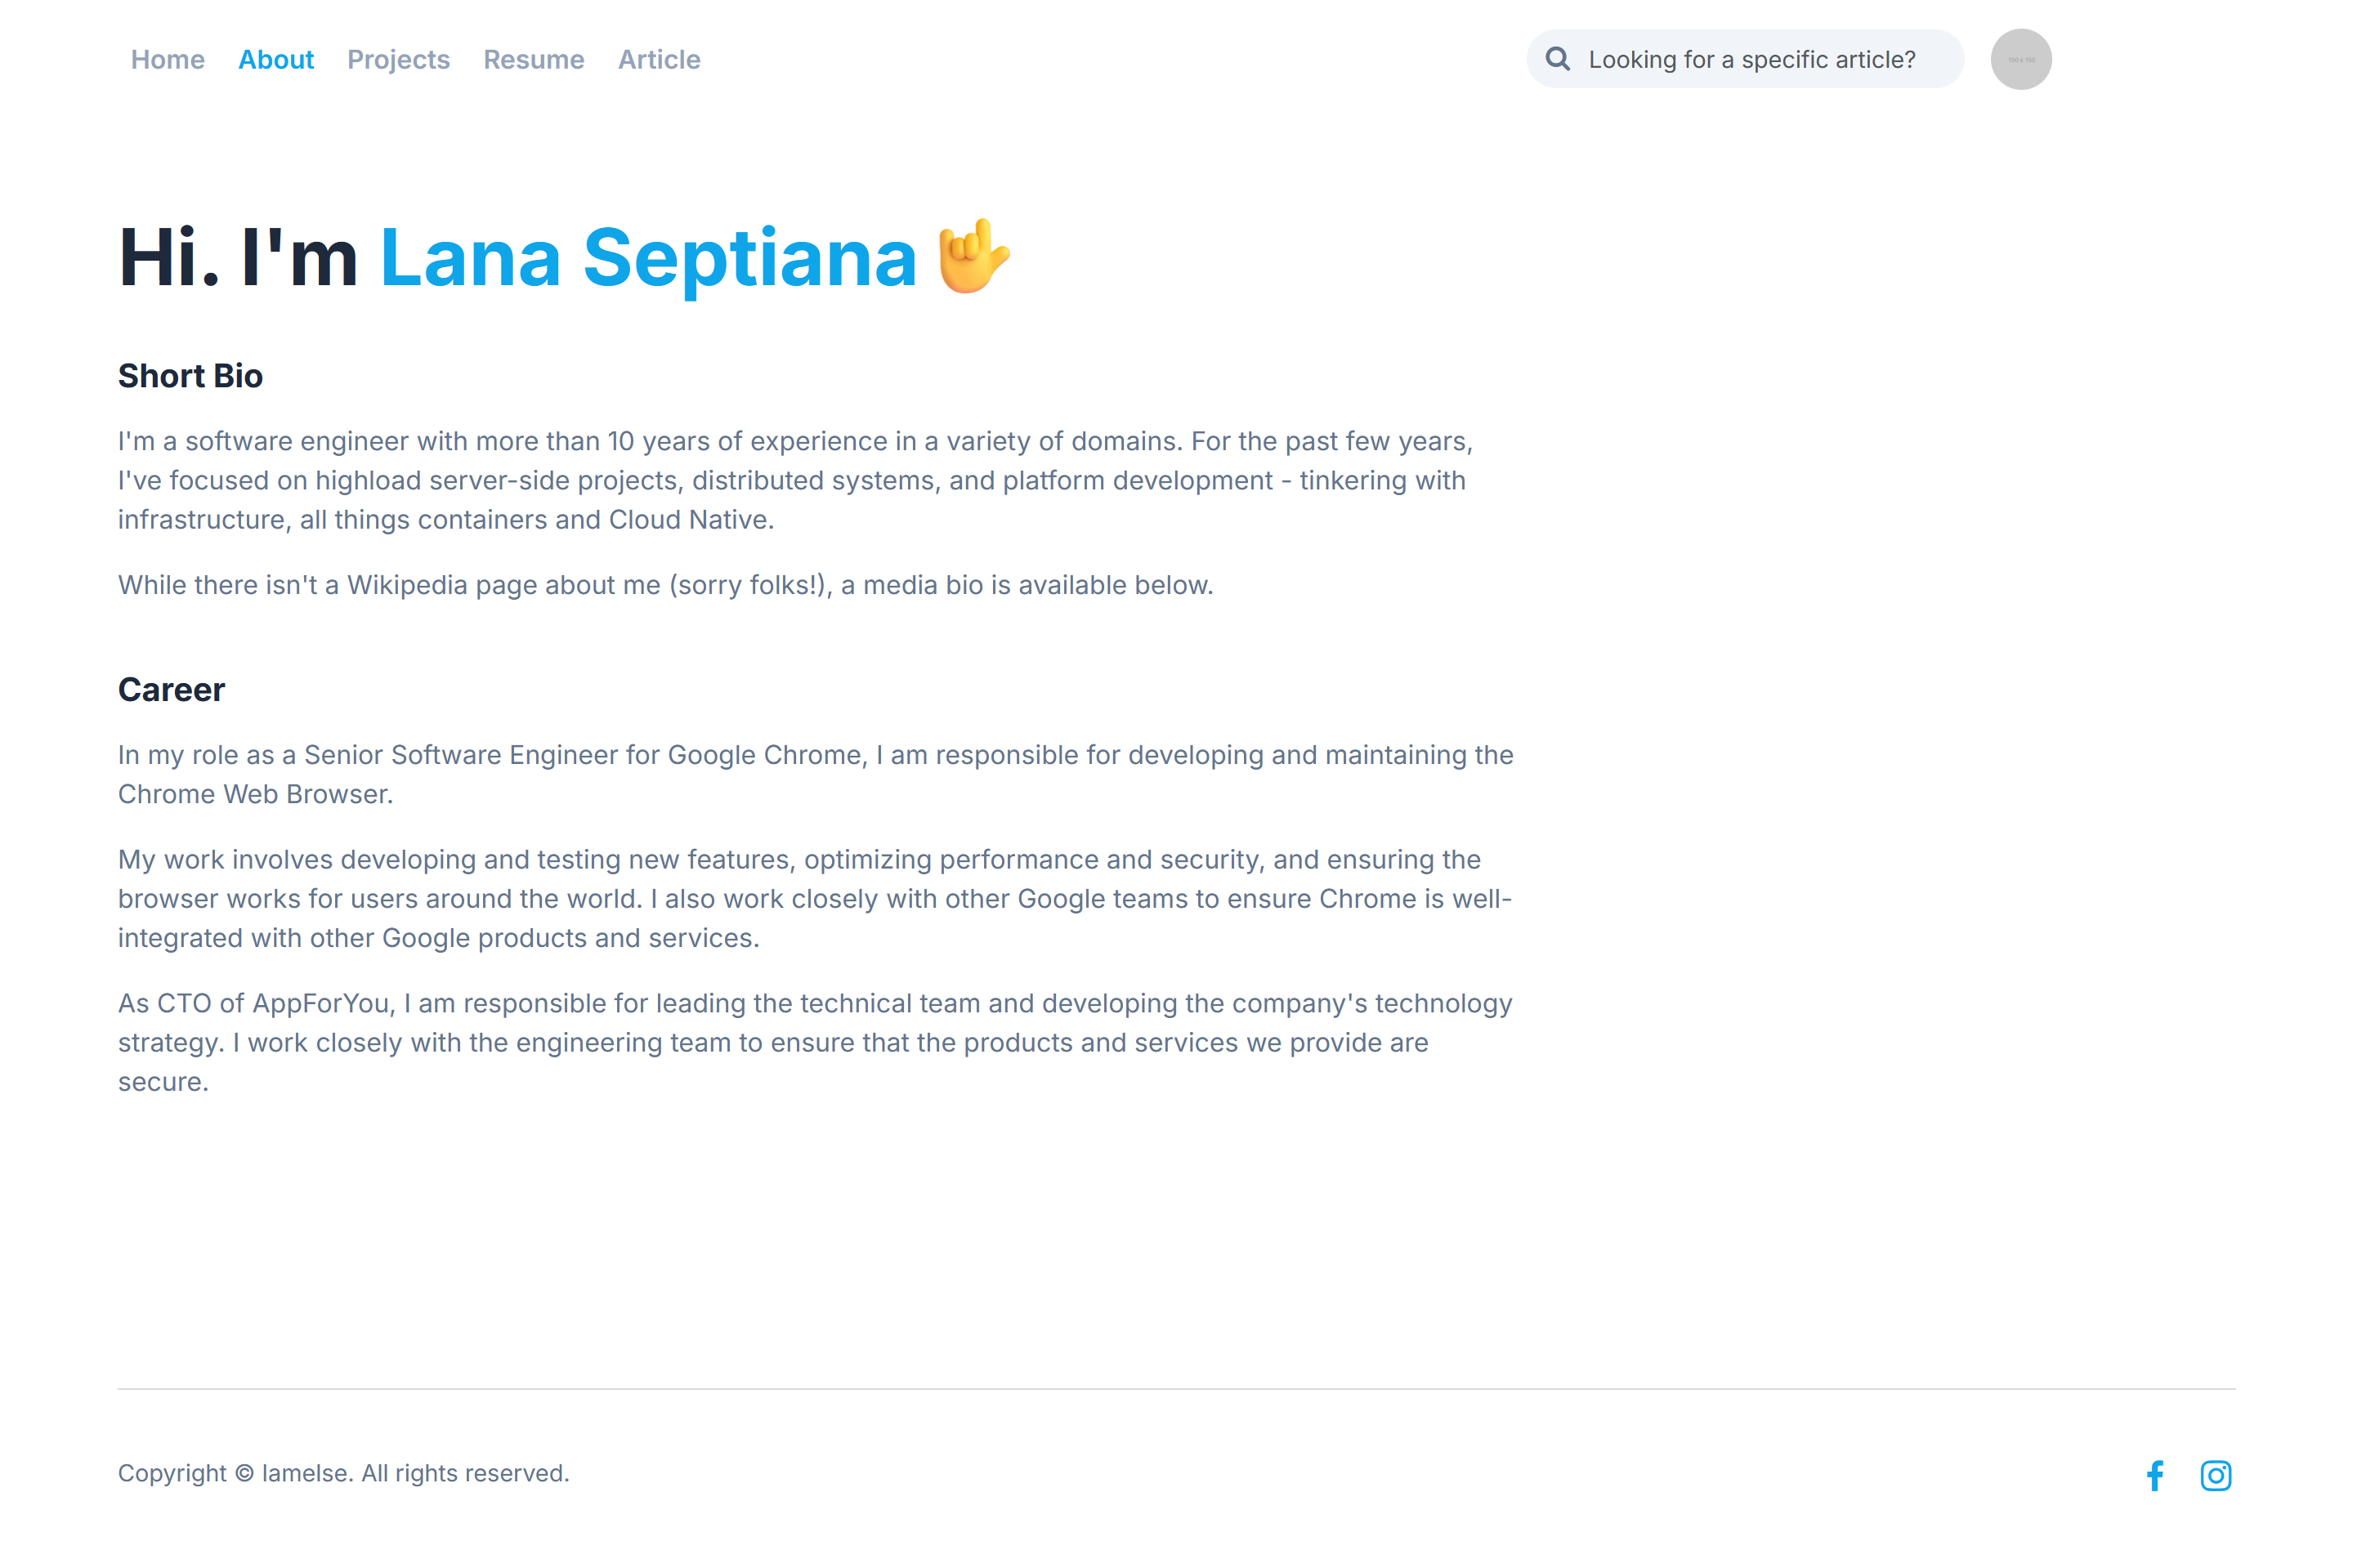 Home About Projects Resume Article
Looking for a specific article?
Hi. I'm Lana Septiana 🤟
Short Bio
I'm a software engineer with more than 10 years of experience in a variety of domains. For the past few years,
I've focused on highload server-side projects, distributed systems, and platform development - tinkering with
infrastructure, all things containers and Cloud Native.
While there isn't a Wikipedia page about me (sorry folks!), a media bio is available below.
Career
In my role as a Senior Software Engineer for Google Chrome, I am responsible for developing and maintaining the
Chrome Web Browser.
My work involves developing and testing new features, optimizing performance and security, and ensuring the
browser works for users around the world. I also work closely with other Google teams to ensure Chrome is well-
integrated with other Google products and services.
As CTO of AppForYou, I am responsible for leading the technical team and developing the company's technology
strategy. I work closely with the engineering team to ensure that the products and services we provide are
secure.
Copyright © lamelse. All rights reserved.